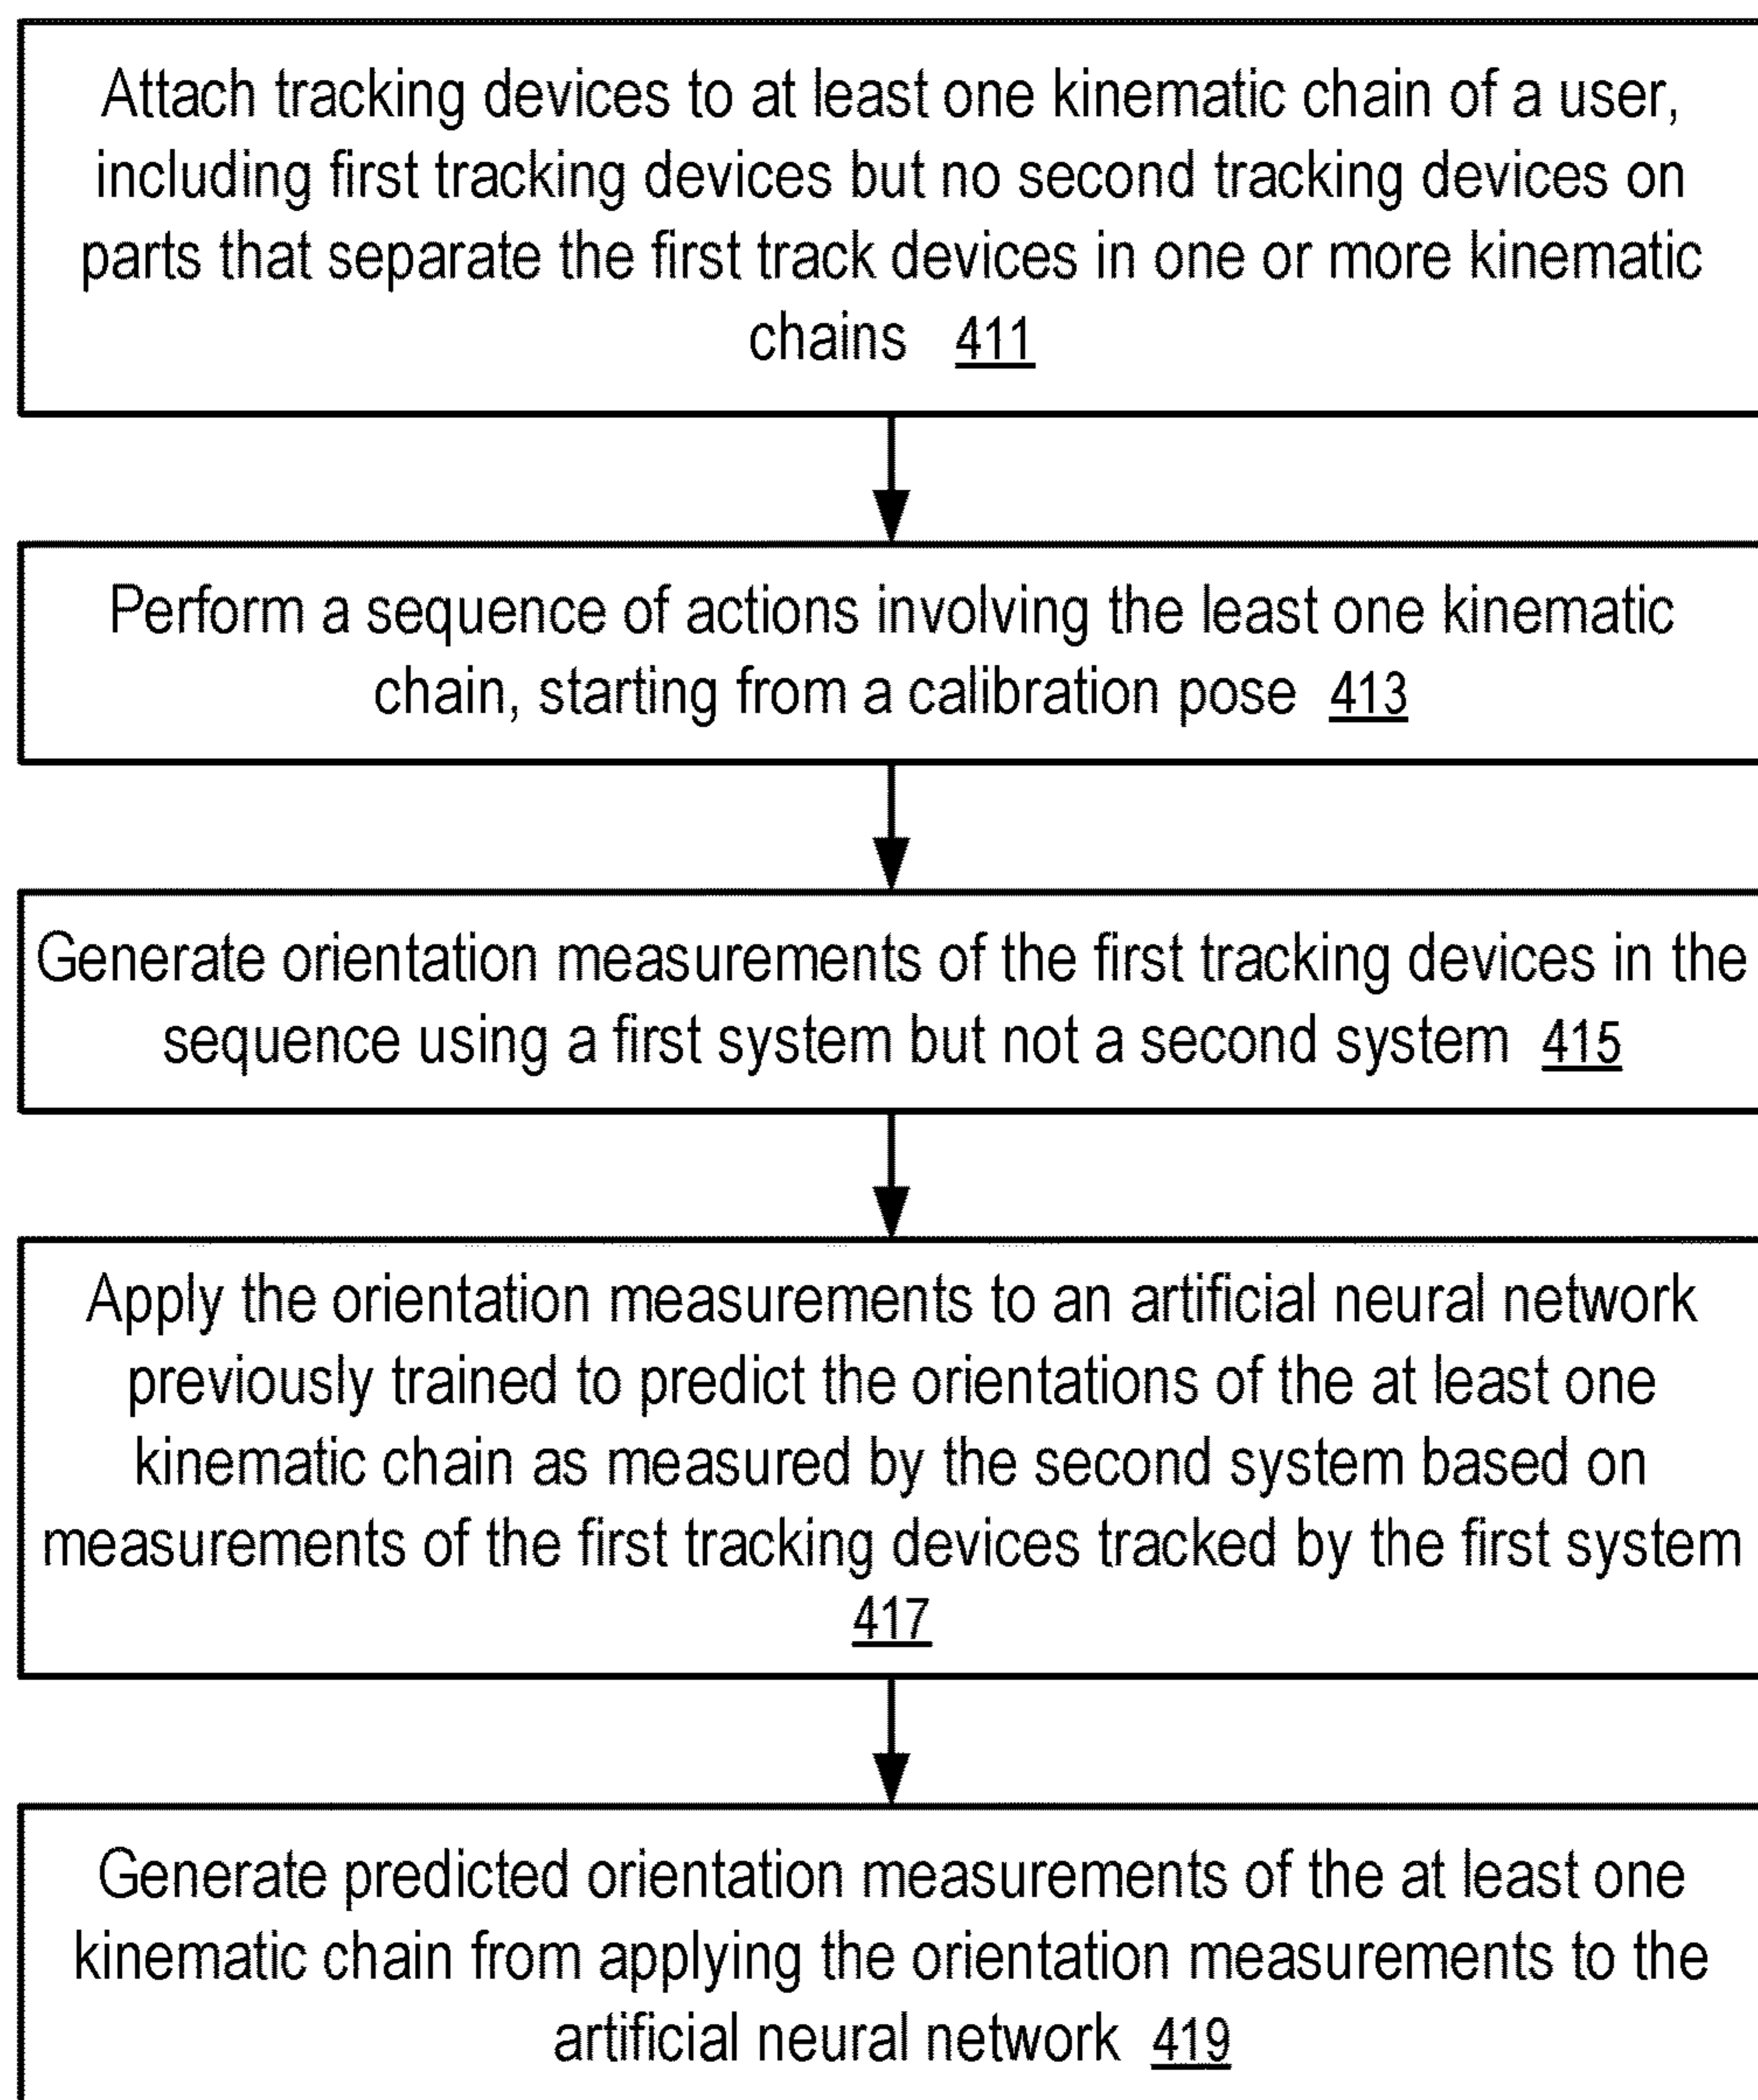 Attach tracking devices to at least one kinematic chain of a user,
including first tracking devices but no second tracking devices on
parts that separate the first track devices in one or more kinematic
chains 411
Perform a sequence of actions involving the least one kinematic
chain, starting from a calibration pose 413
Generate orientation measurements of the first tracking devices in the
sequence using a first system but not a second system 415
Apply the orientation measurements to an artificial neural network
previously trained to predict the orientations of the at least one
kinematic chain as measured by the second system based on
measurements of the first tracking devices tracked by the first system
417
Generate predicted orientation measurements of the at least one
kinematic chain from applying the orientation measurements to the
artificial neural network 419